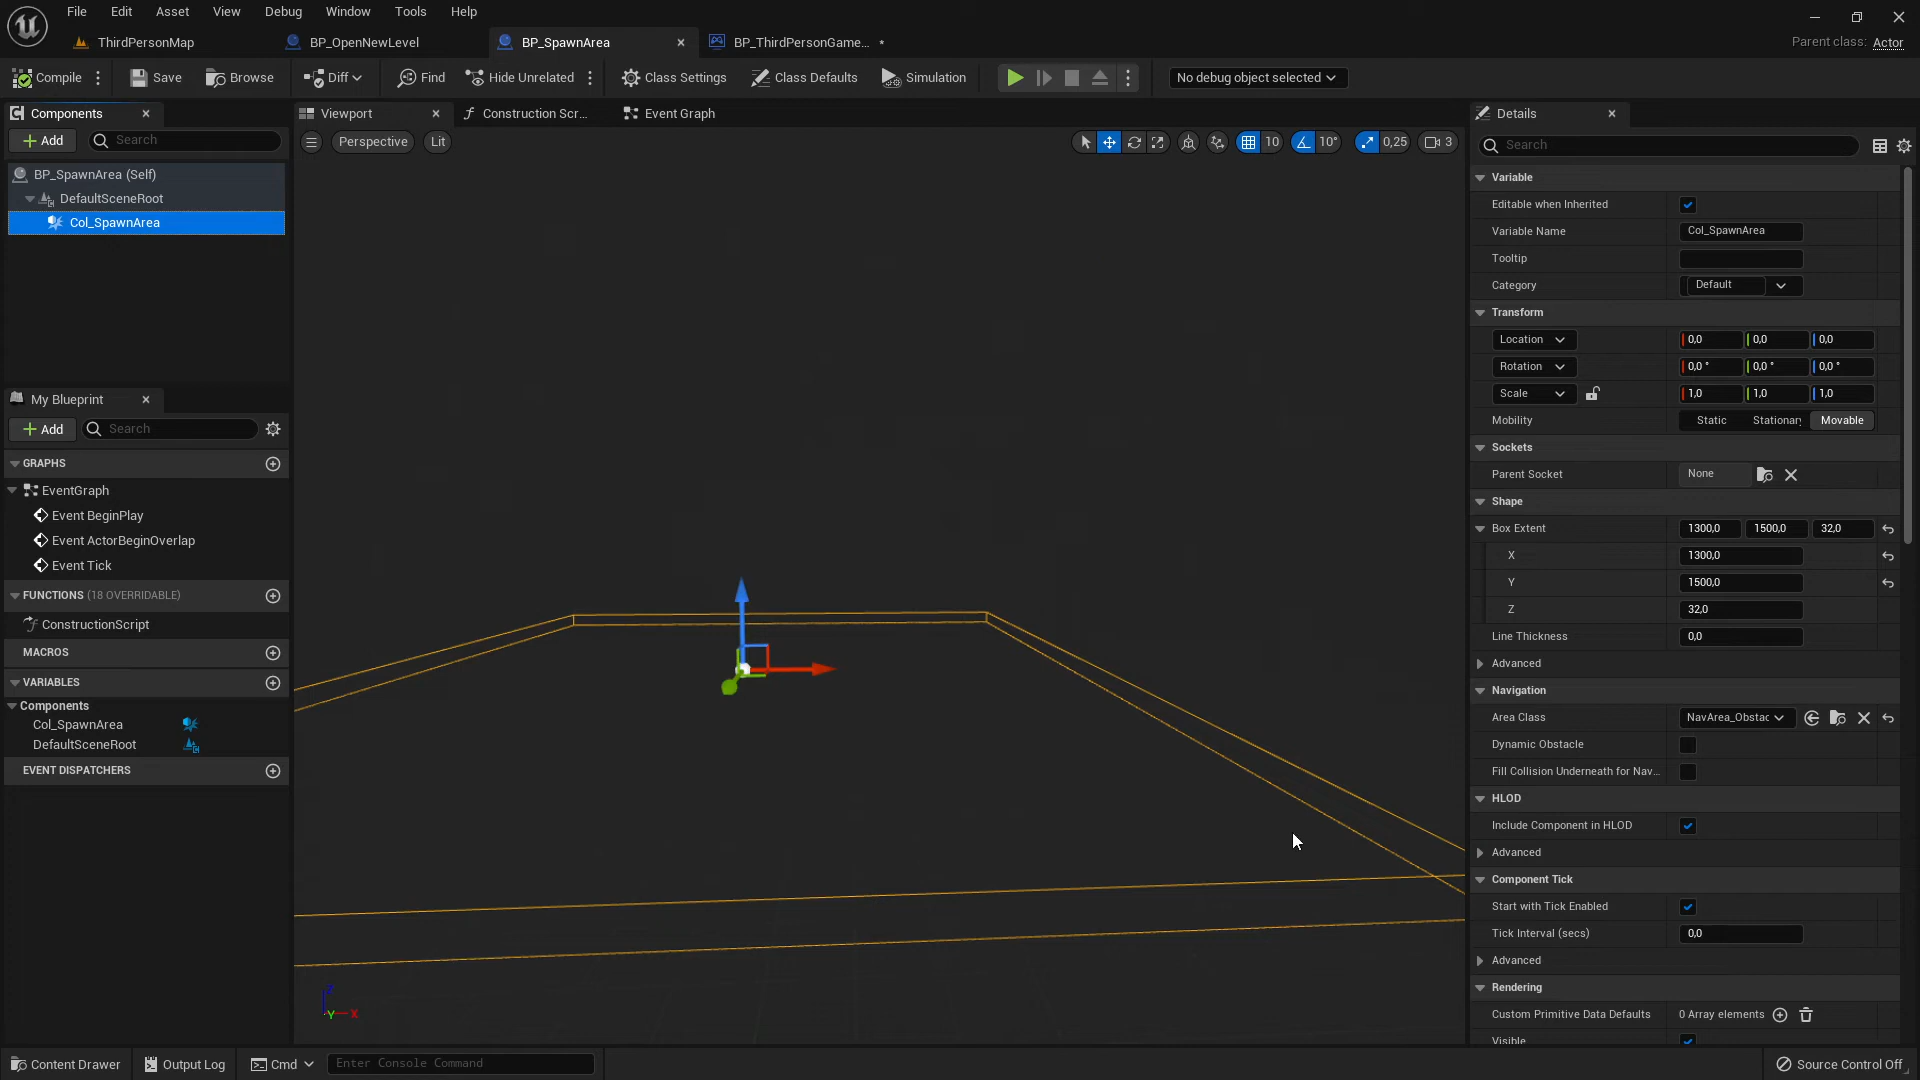 File Edit Asset View Debug Window Tools Help
ThirdPersonMap BP_OpenNewLevel BP_SpawnArea BP_ThirdPersonGame... •
Parent class: Actor
Compile Save Browse Diff Find Hide Unrelated Class Settings Class Defaults Simulation No debug object selected
Components
Add Search
BP_SpawnArea (Self)
DefaultSceneRoot
Col_SpawnArea
My Blueprint
Add Search
GRAPHS
EventGraph
Event BeginPlay
Event ActorBeginOverlap
Event Tick
FUNCTIONS (18 OVERRIDABLE)
ConstructionScript
MACROS
VARIABLES
Components
Col_SpawnArea
DefaultSceneRoot
EVENT DISPATCHERS
Viewport Construction Scr... Event Graph
Perspective Lit 10 10° 0,25 3
Z
Y X
Details
Search
Variable
Editable when Inherited
Variable Name Col_SpawnArea
Tooltip
Category Default
Transform
Location 0,0 0,0 0,0
Rotation 0,0 ° 0,0 ° 0,0 °
Scale 1,0 1,0 1,0
Mobility Static Stationary Movable
Sockets
Parent Socket None
Shape
Box Extent 1300,0 1500,0 32,0
X 1300,0
Y 1500,0
Z 32,0
Line Thickness 0,0
Advanced
Navigation
Area Class NavArea_Obstac
Dynamic Obstacle
Fill Collision Underneath for Nav...
HLOD
Include Component in HLOD
Advanced
Component Tick
Start with Tick Enabled
Tick Interval (secs) 0,0
Advanced
Rendering
Custom Primitive Data Defaults 0 Array elements
Visible
Content Drawer Output Log Cmd Enter Console Command Source Control Off